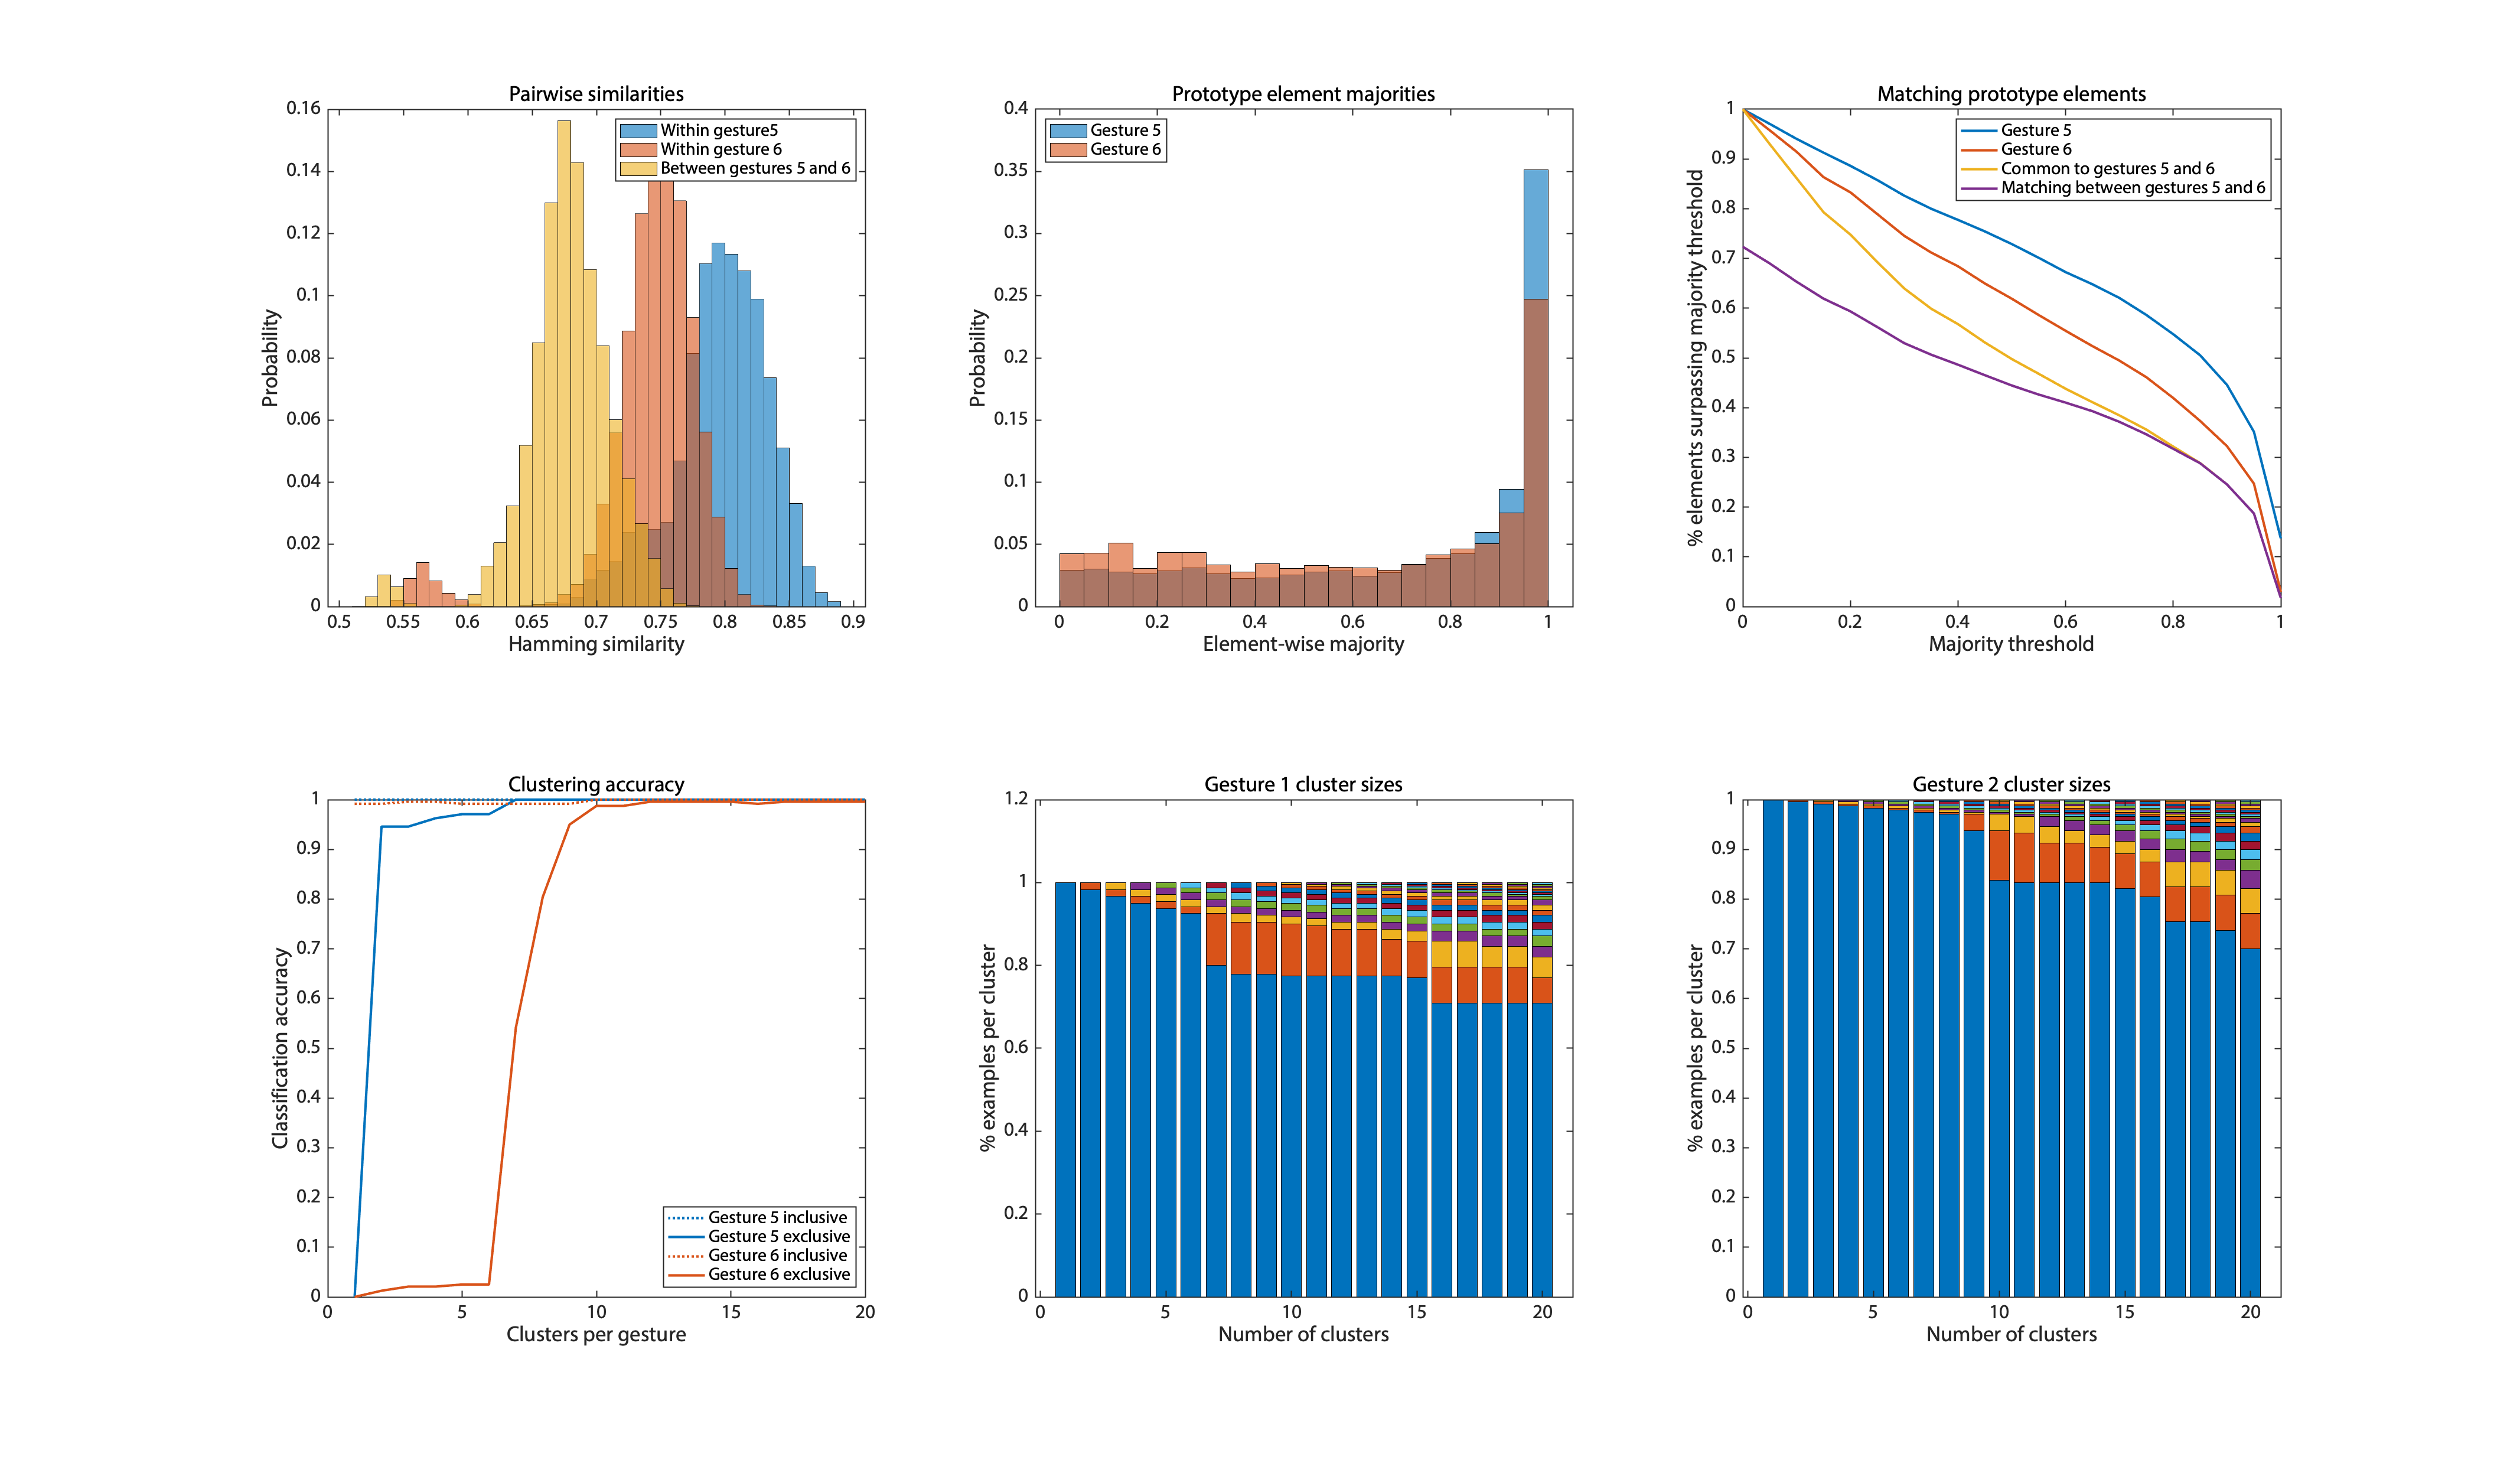 Pairwise similarities
0.16
0.14
0.12
0.1
0.08
0.06
0.04
0.02
0
Probability
Within gesture5
Within gesture 6
Between gestures 5 and 6
0.5 0.55 0.6 0.65 0.7 0.75 0.8 0.85 0.9
Hamming similarity
Prototype element majorities
0.4
0.35
0.3
0.25
0.2
0.15
0.1
0.05
0
Probability
Gesture 5
Gesture 6
0 0.2 0.4 0.6 0.8 1
Element-wise majority
Matching prototype elements
1
0.9
0.8
0.7
0.6
0.5
0.4
0.3
0.2
0.1
0
% elements surpassing majority threshold
Gesture 5
Gesture 6
Common to gestures 5 and 6
Matching between gestures 5 and 6
0 0.2 0.4 0.6 0.8 1
Majority threshold
Clustering accuracy
1
0.9
0.8
0.7
0.6
0.5
0.4
0.3
0.2
0.1
0
Classification accuracy
Gesture 5 inclusive
Gesture 5 exclusive
Gesture 6 inclusive
Gesture 6 exclusive
0 5 10 15 20
Clusters per gesture
Gesture 1 cluster sizes
1.2
1
0.8
0.6
0.4
0.2
0
% examples per cluster
0 5 10 15 20
Number of clusters
Gesture 2 cluster sizes
1
0.9
0.8
0.7
0.6
0.5
0.4
0.3
0.2
0.1
0
% examples per cluster
0 5 10 15 20
Number of clusters